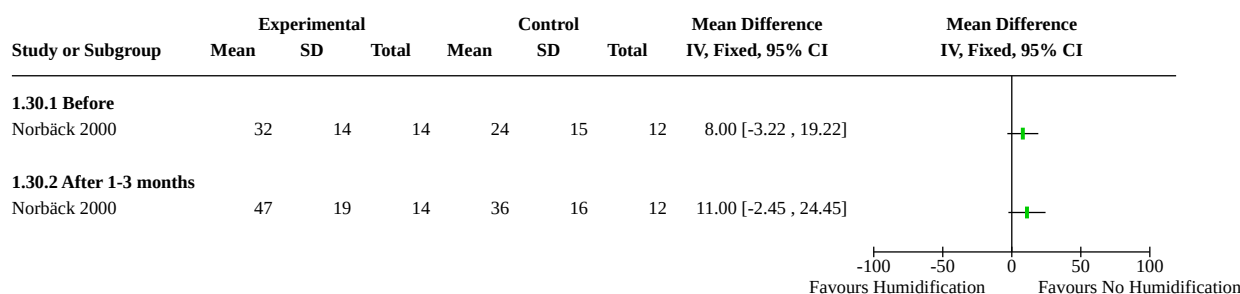 Experimental Control Mean Difference Mean Difference
Study or Subgroup Mean SD Total Mean SD Total IV, Fixed, 95% CI IV, Fixed, 95% CI
1.30.1 Before
Norbäck 2000 32 14 14 24 15 12 8.00 [-3.22 , 19.22]
1.30.2 After 1-3 months
Norbäck 2000 47 19 14 36 16 12 11.00 [-2.45 , 24.45]
-100 -50 0 50 100
Favours Humidification Favours No Humidification